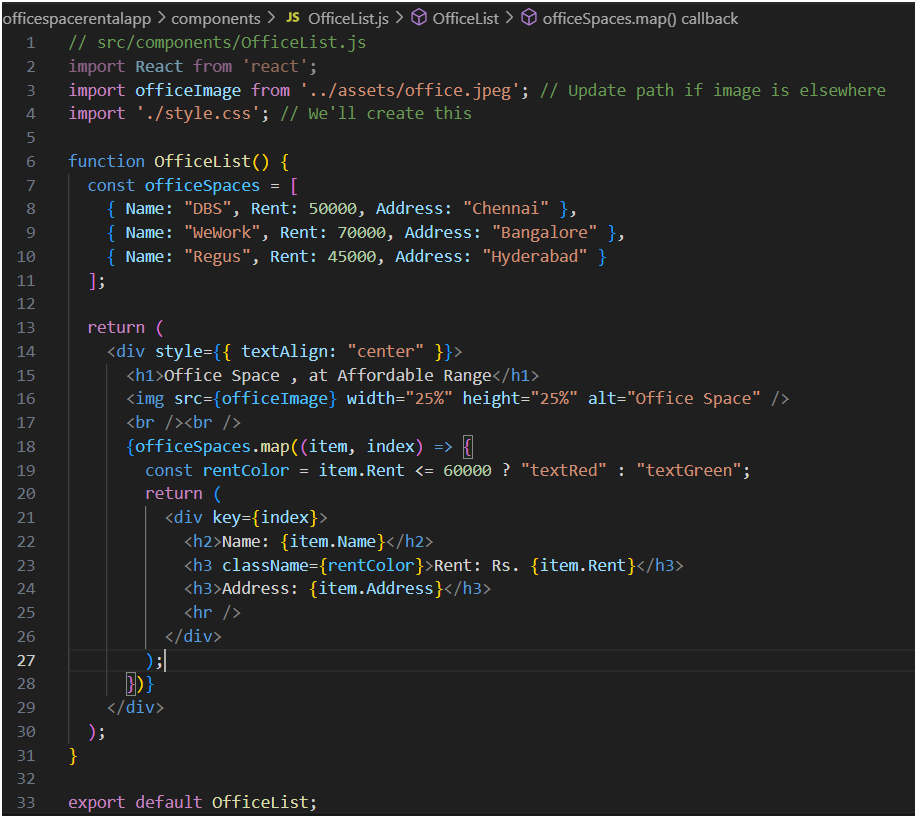 officespacerentalapp > components > JS OfficeList.js > OfficeList > officeSpaces.map() callback
1 // src/components/OfficeList.js
2 import React from 'react';
3 import officeImage from '../assets/office.jpeg'; // Update path if image is elsewhere
4 import './style.css'; // We'll create this
5
6 function OfficeList() {
7   const officeSpaces = [
8     { Name: "DBS", Rent: 50000, Address: "Chennai" },
9     { Name: "WeWork", Rent: 70000, Address: "Bangalore" },
10     { Name: "Regus", Rent: 45000, Address: "Hyderabad" }
11   ];
12
13   return (
14     <div style={{ textAlign: "center" }}>
15       <h1>Office Space , at Affordable Range</h1>
16       <img src={officeImage} width="25%" height="25%" alt="Office Space" />
17       <br /><br />
18       {officeSpaces.map((item, index) => {
19         const rentColor = item.Rent <= 60000 ? "textRed" : "textGreen";
20         return (
21           <div key={index}>
22             <h2>Name: {item.Name}</h2>
23             <h3 className={rentColor}>Rent: Rs. {item.Rent}</h3>
24             <h3>Address: {item.Address}</h3>
25             <hr />
26           </div>
27         );
28       })}
29     </div>
30   );
31 }
32
33 export default OfficeList;